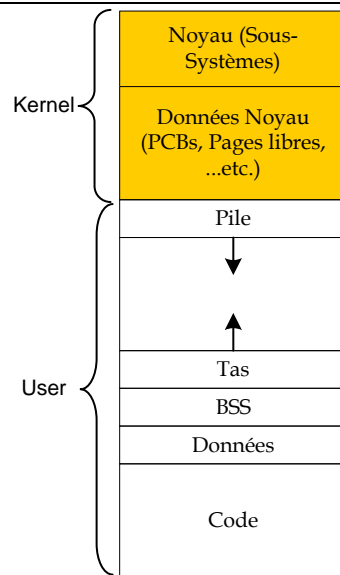 Noyau (Sous-
Systèmes)
Kernel
Données Noyau
(PCBs, Pages libres,
...etc.)
Pile
Tas
User
BSS
Données
Code